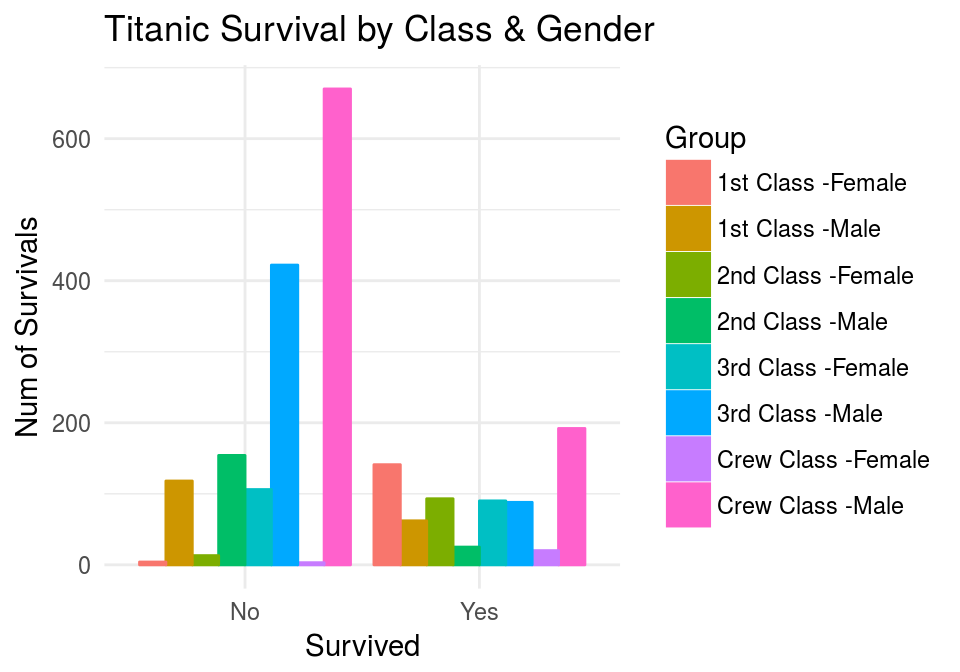 Titanic Survival by Class & Gender
Num of Survivals
600
400
200
0
No
Yes
Survived
Group
1st Class -Female
1st Class -Male
2nd Class -Female
2nd Class -Male
3rd Class -Female
3rd Class -Male
Crew Class -Female
Crew Class -Male